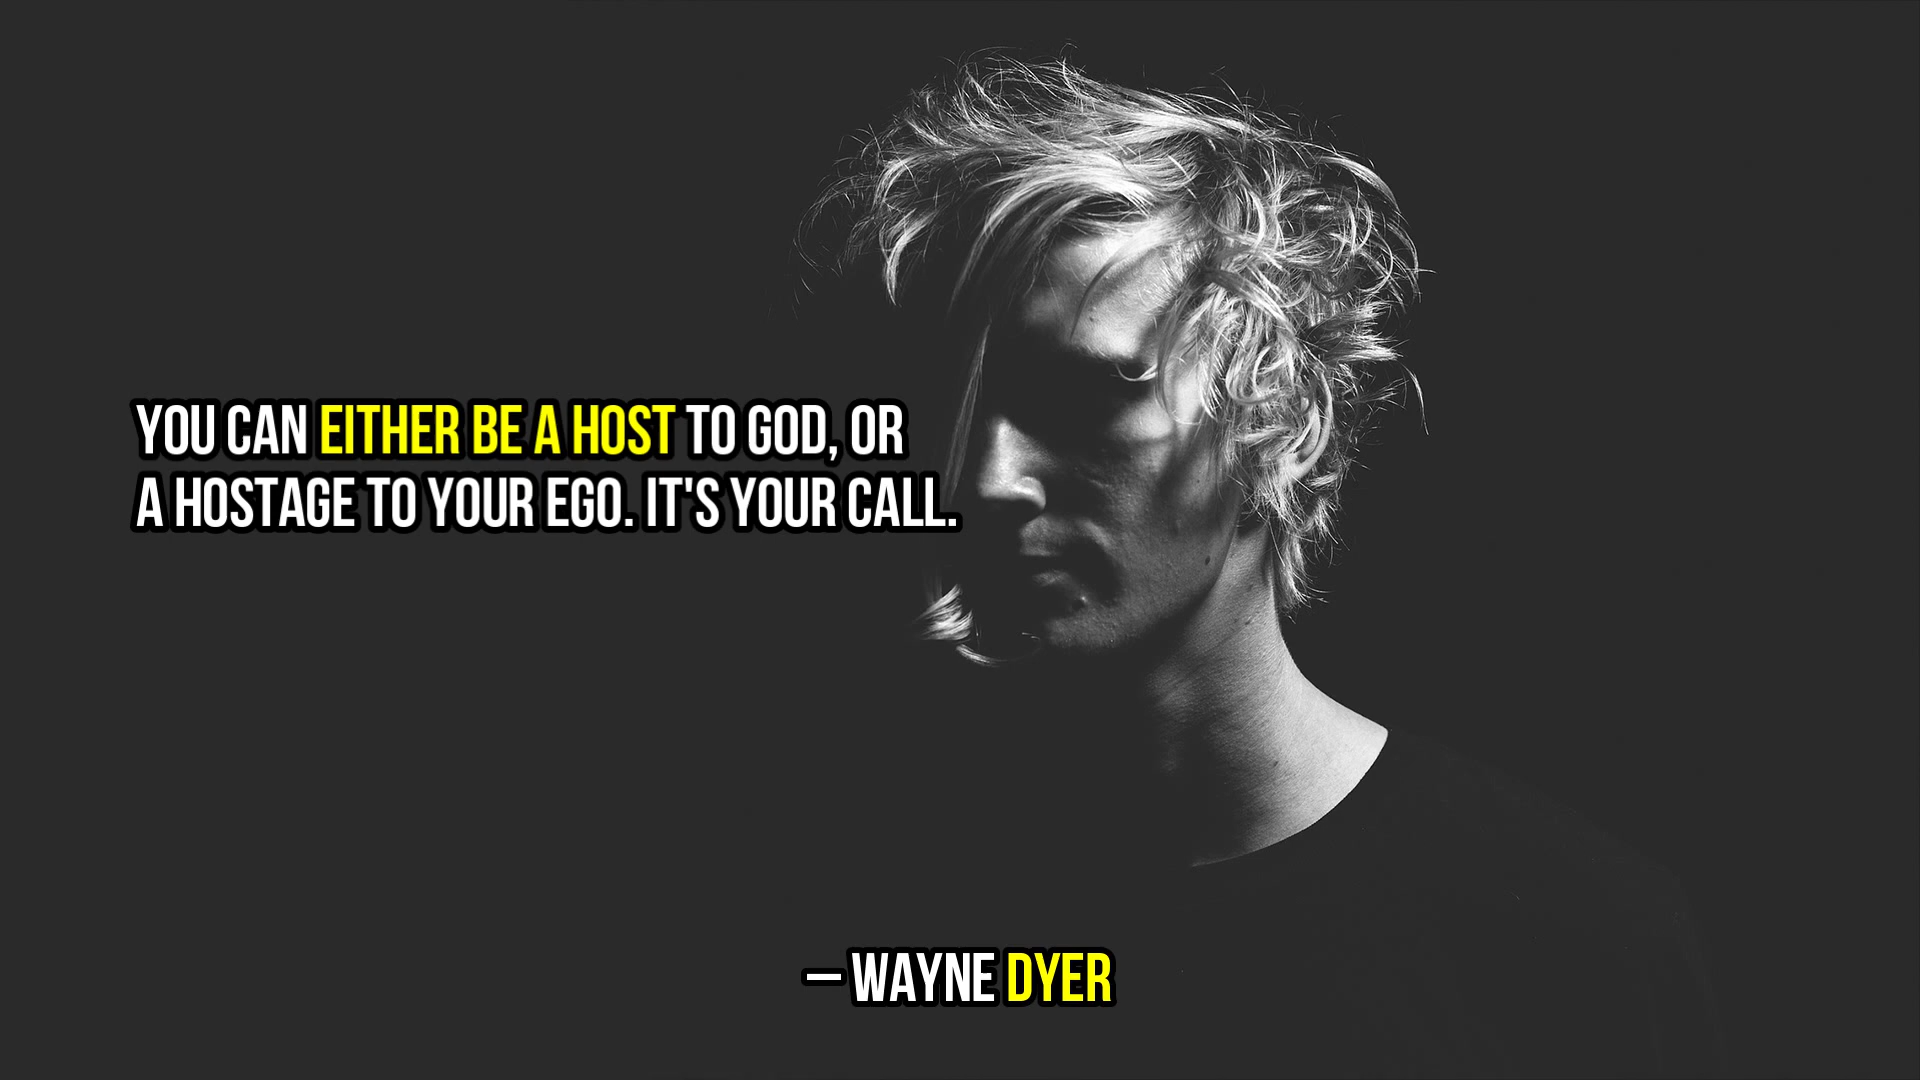 YOU CAN EITHER BE A HOST TO GOD, OR
A HOSTAGE TO YOUR EGO. IT'S YOUR CALL.
– WAYNE DYER